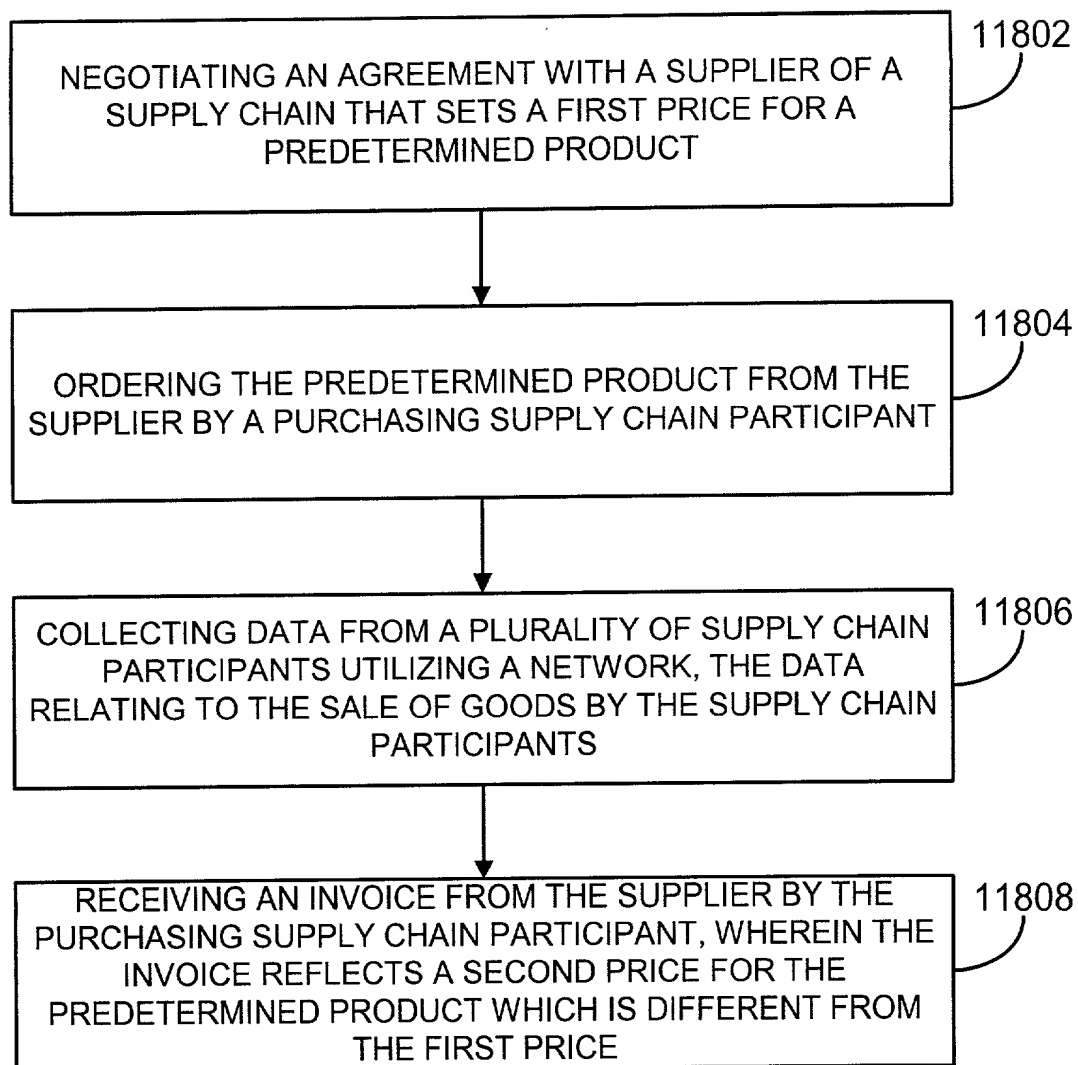 11802
NEGOTIATING AN AGREEMENT WITH A SUPPLIER OF A
SUPPLY CHAIN THAT SETS A FIRST PRICE FOR A
PREDETERMINED PRODUCT
11804
ORDERING THE PREDETERMINED PRODUCT FROM THE
SUPPLIER BY A PURCHASING SUPPLY CHAIN PARTICIPANT
11806
COLLECTING DATA FROM A PLURALITY OF SUPPLY CHAIN
PARTICIPANTS UTILIZING A NETWORK, THE DATA
RELATING TO THE SALE OF GOODS BY THE SUPPLY CHAIN
PARTICIPANTS
11808
RECEIVING AN INVOICE FROM THE SUPPLIER BY THE
PURCHASING SUPPLY CHAIN PARTICIPANT, WHEREIN THE
INVOICE REFLECTS A SECOND PRICE FOR THE
PREDETERMINED PRODUCT WHICH IS DIFFERENT FROM
THE FIRST PRICE